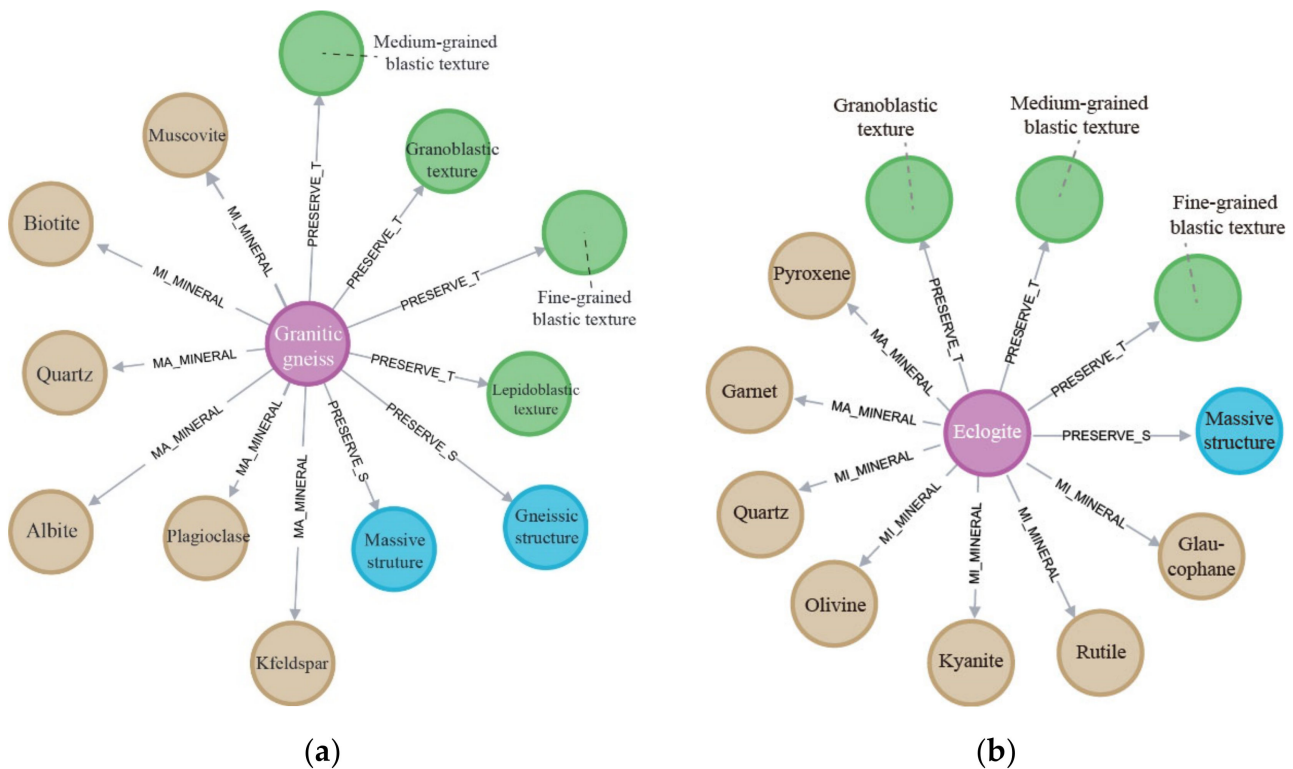 Medium-grained
blastic texture
Muscovite
Granoblastic
texture
Biotite
Fine-grained
blastic texture
Quartz
Granitic
gneiss
Lepidoblastic
texture
Albite
Plagioclase
Massive
struture
Gneissic
structure
Kfeldspar
PRESERVE_T
MI_MINERAL
PRESERVE_T
MI_MINERAL
PRESERVE_T
MA_MINERAL
PRESERVE_T
MA_MINERAL
MA_MINERAL
MA_MINERAL
PRESERVE_S
PRESERVE_S
(a)
Granoblastic
texture
Medium-grained
blastic texture
Fine-grained
blastic texture
Pyroxene
Garnet
Eclogite
Massive
structure
Quartz
Glau-
cophane
Olivine
Kyanite
Rutile
PRESERVE_T
PRESERVE_T
PRESERVE_T
MA_MINERAL
MA_MINERAL
PRESERVE_S
MI_MINERAL
MI_MINERAL
MI_MINERAL
MI_MINERAL
MI_MINERAL
(b)